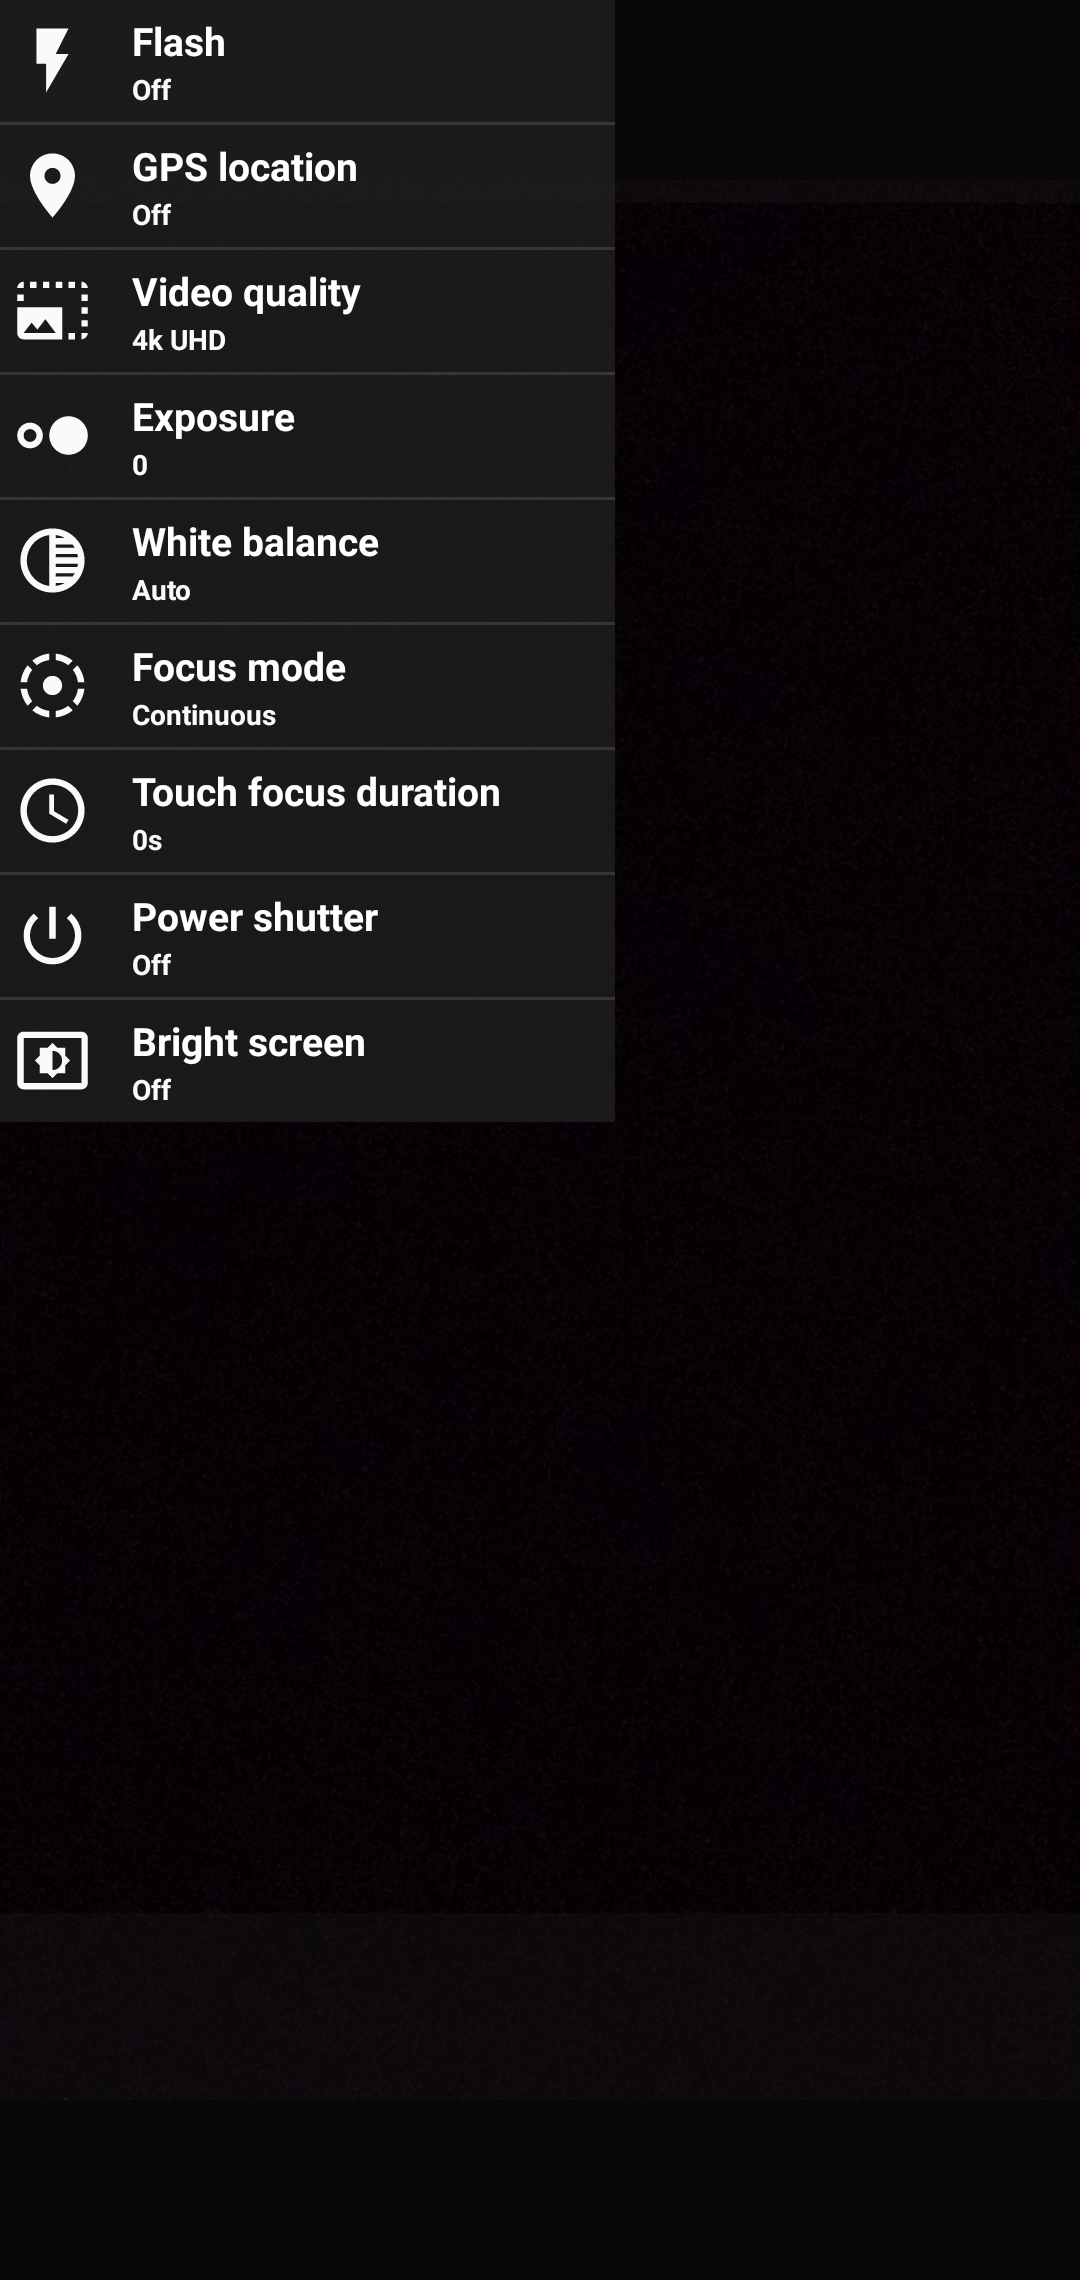 Flash
Off
GPS location
Off
Video quality
4k UHD
Exposure
0
White balance
Auto
Focus mode
Continuous
Touch focus duration
0s
Power shutter
Off
Bright screen
Off